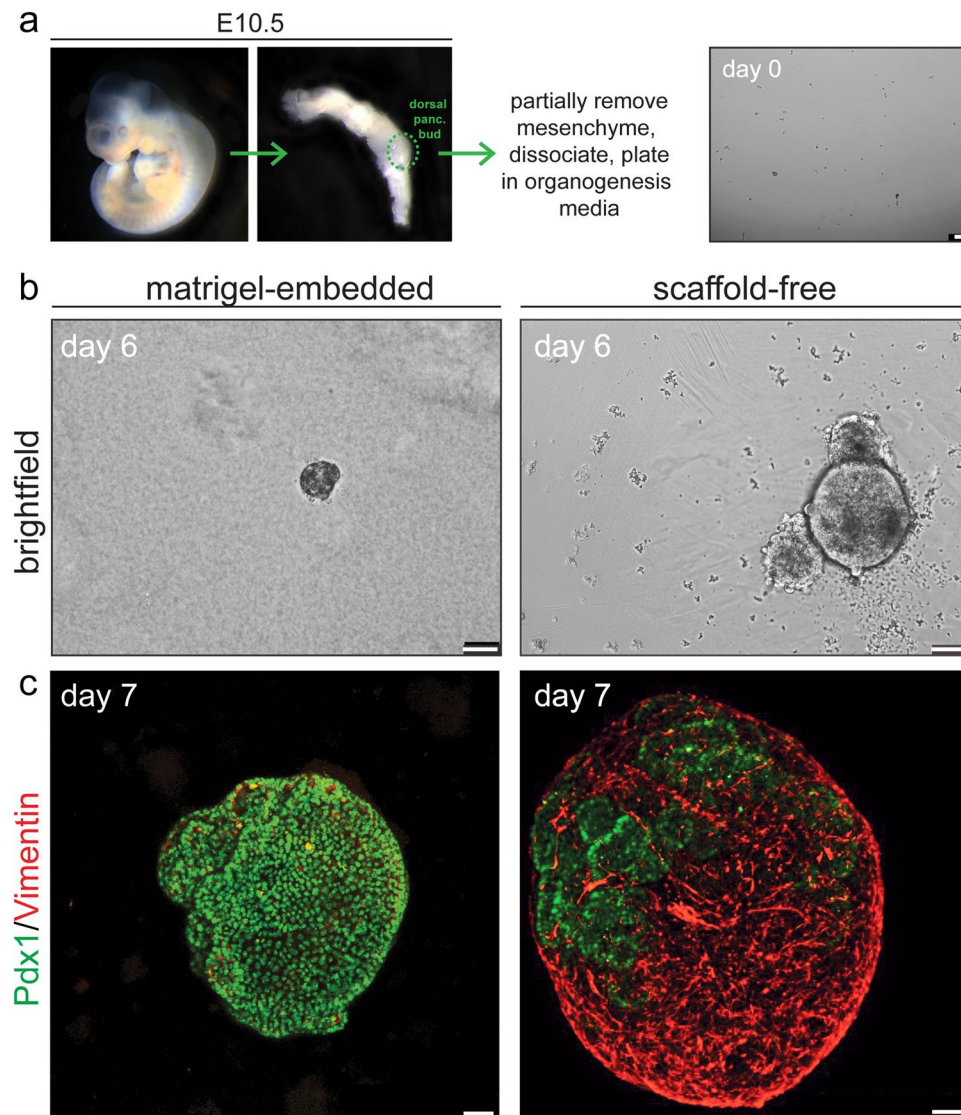 a
E10.5
dorsal
panc.
bud
partially remove
mesenchyme,
dissociate, plate
in organogenesis
media
day 0
b
matrigel-embedded
scaffold-free
brightfield
day 6
day 6
c
Pdx1/Vimentin
day 7
day 7